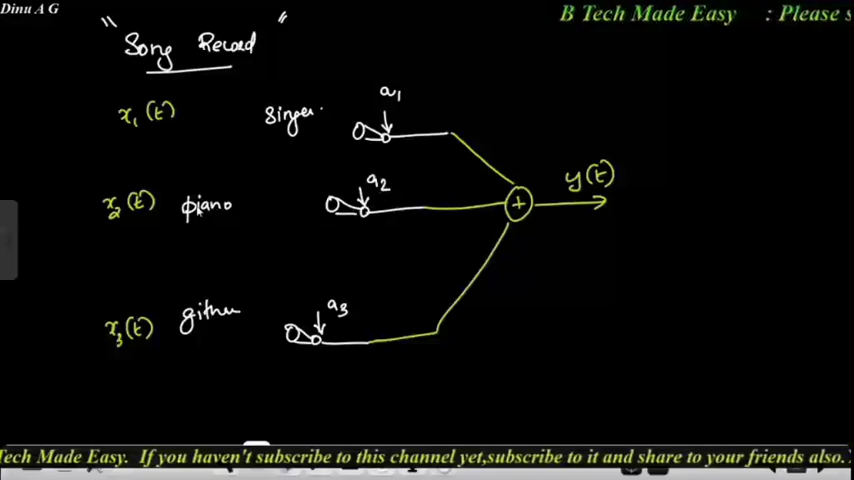 Dinu A G
B Tech Made Easy : Please s
" Song Record "
x₁(t) singer. a₁
x₂(t) piano a₂ + y(t)
x₃(t) gither a₃
Tech Made Easy. If you haven't subscribe to this channel yet,subscribe to it and share to your friends also.